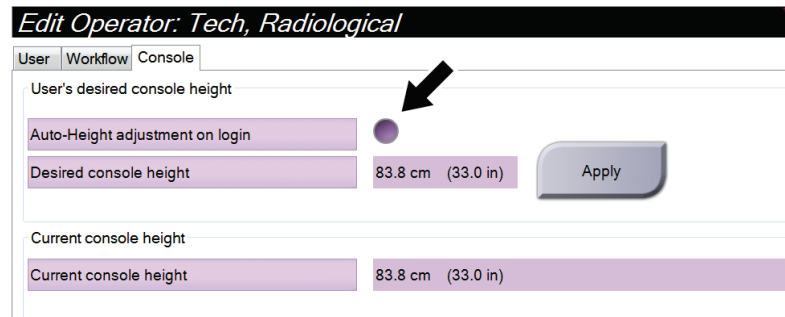 Edit Operator: Tech, Radiological
User Workflow Console
User's desired console height
Auto-Height adjustment on login
Desired console height 83.8 cm (33.0 in) Apply
Current console height
Current console height 83.8 cm (33.0 in)